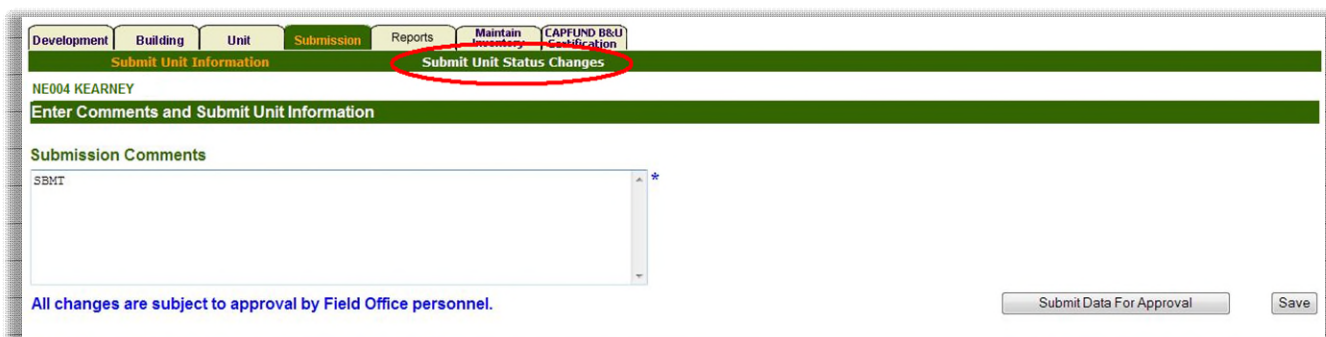 Development Building Unit Submission Reports Maintain Inventory CAPFUND B&U Certification
Submit Unit Information Submit Unit Status Changes
NE004 KEARNEY
Enter Comments and Submit Unit Information
Submission Comments
SBMT
*
All changes are subject to approval by Field Office personnel. Submit Data For Approval Save